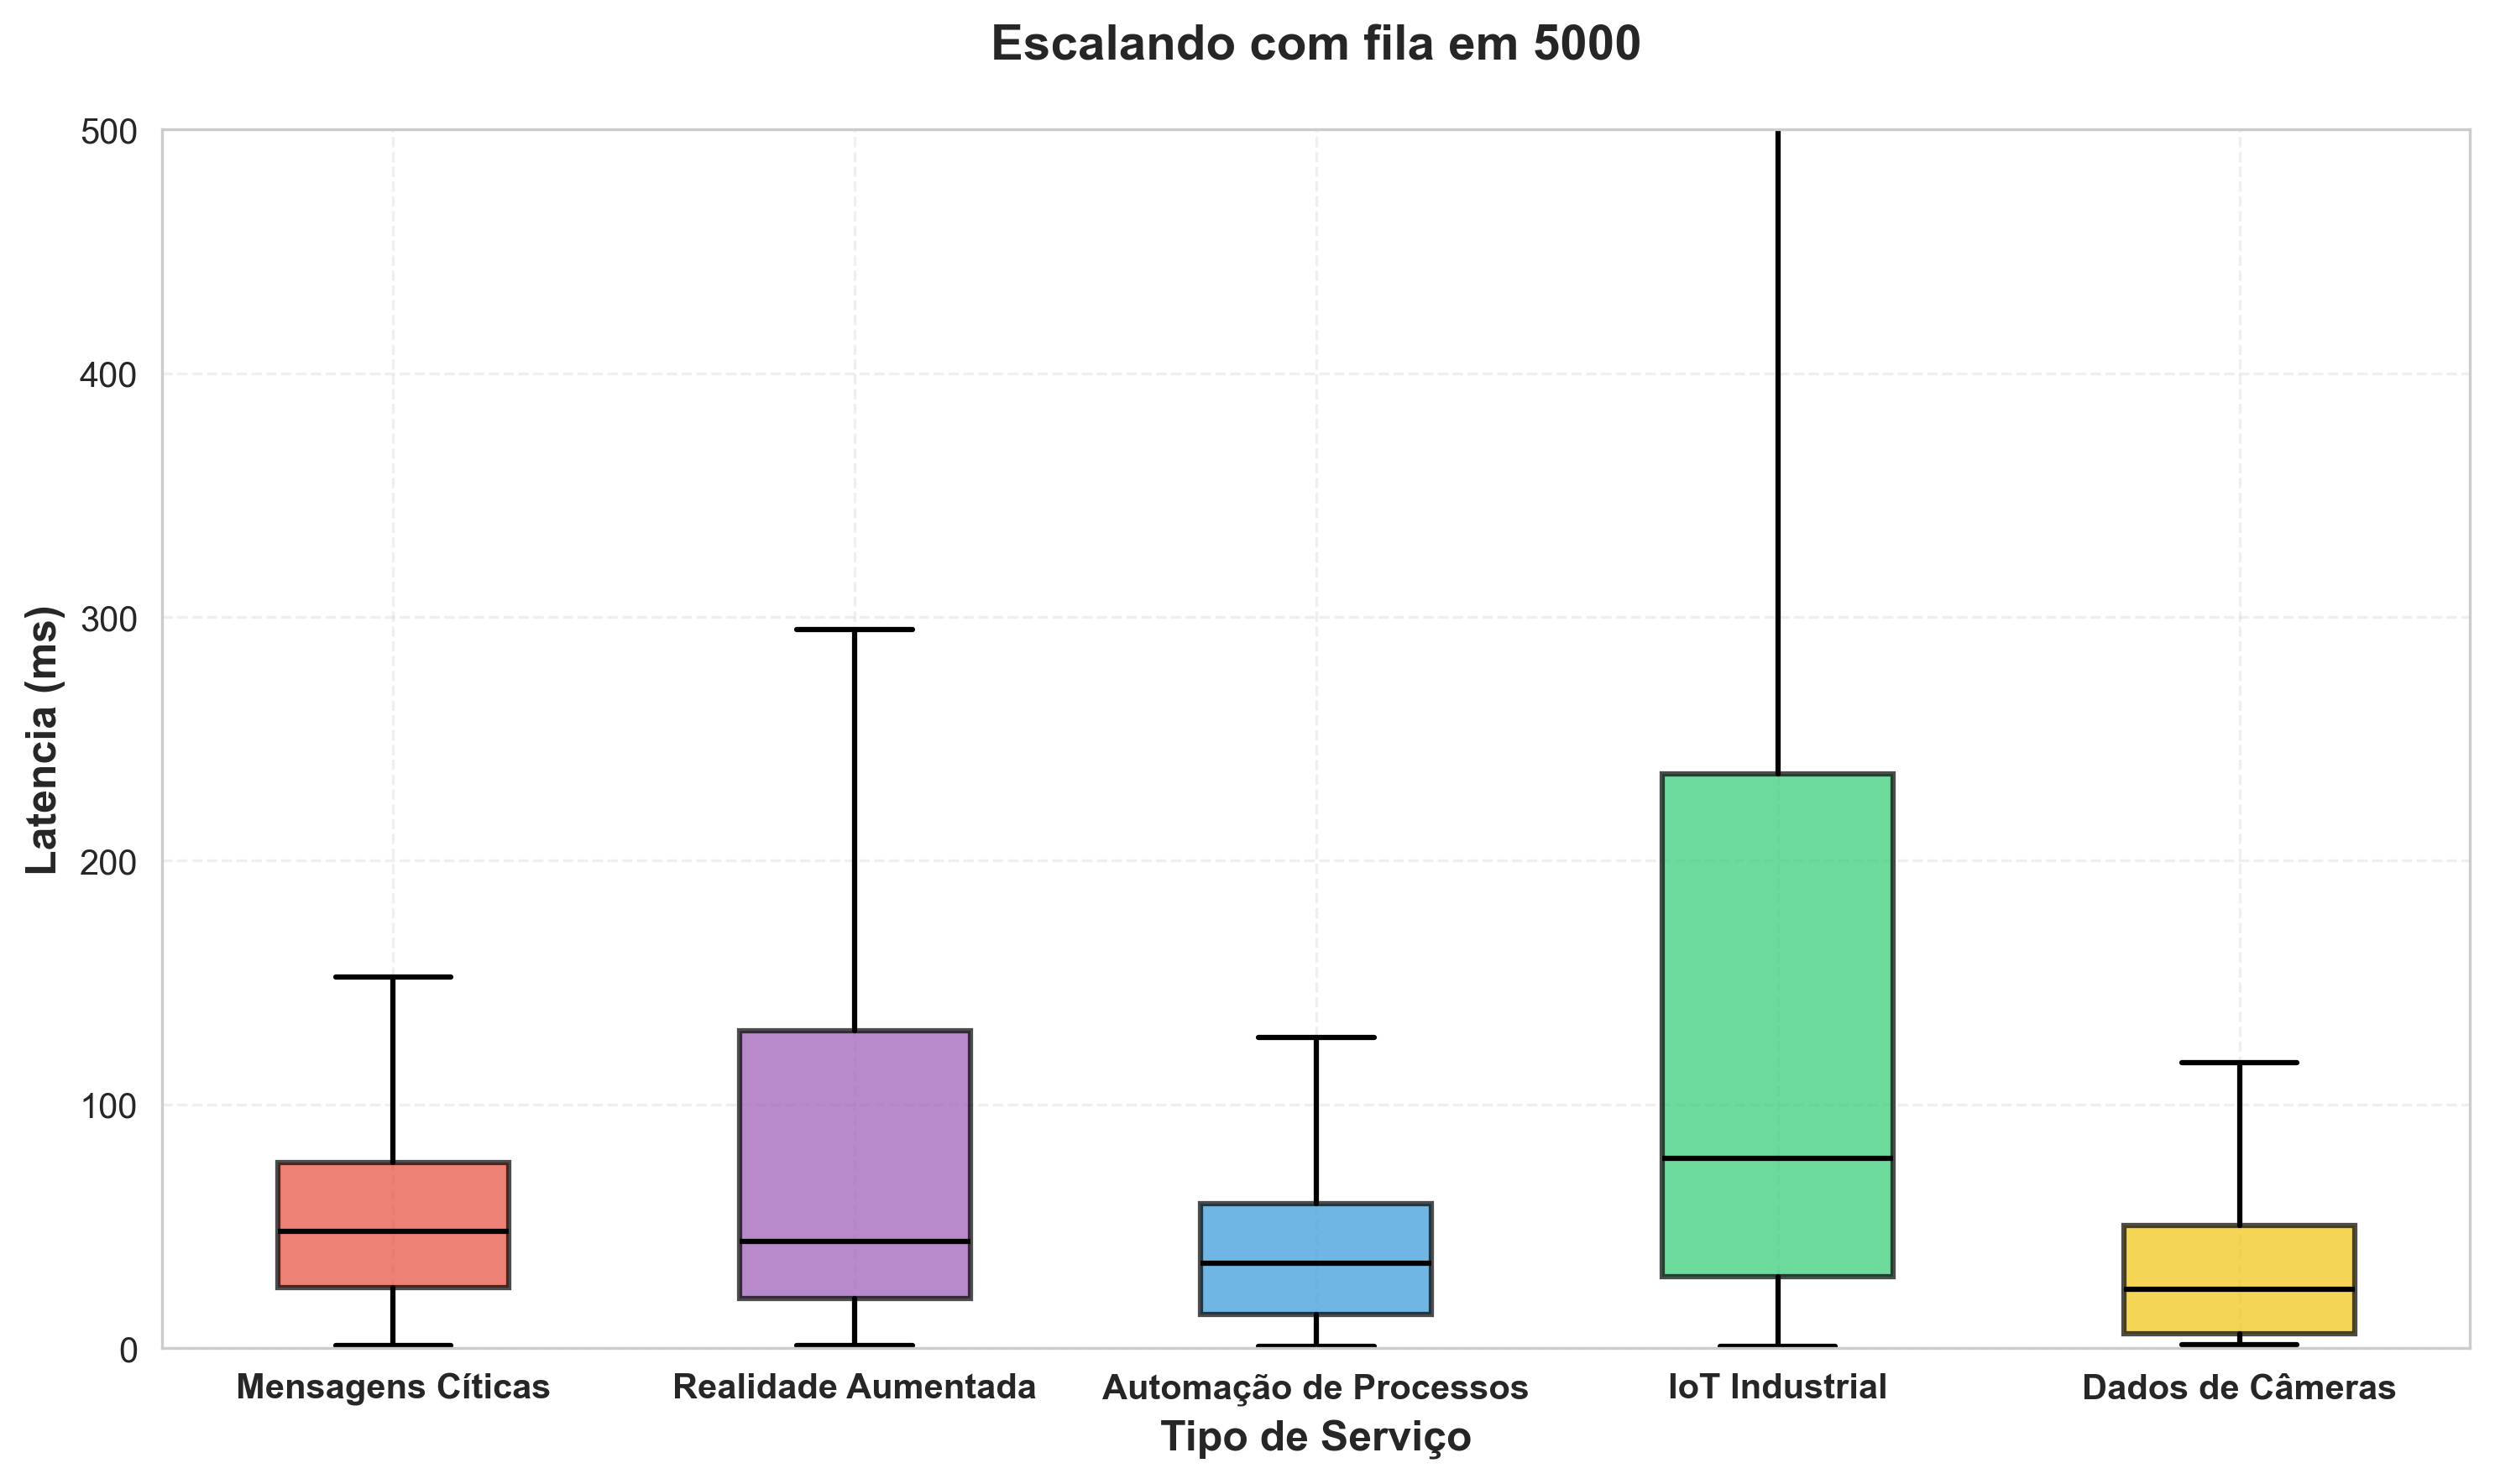 Escalando com fila em 5000
500
400
300
200
100
0
Latencia (ms)
Mensagens Cíticas
Realidade Aumentada
Automação de Processos
IoT Industrial
Dados de Câmeras
Tipo de Serviço